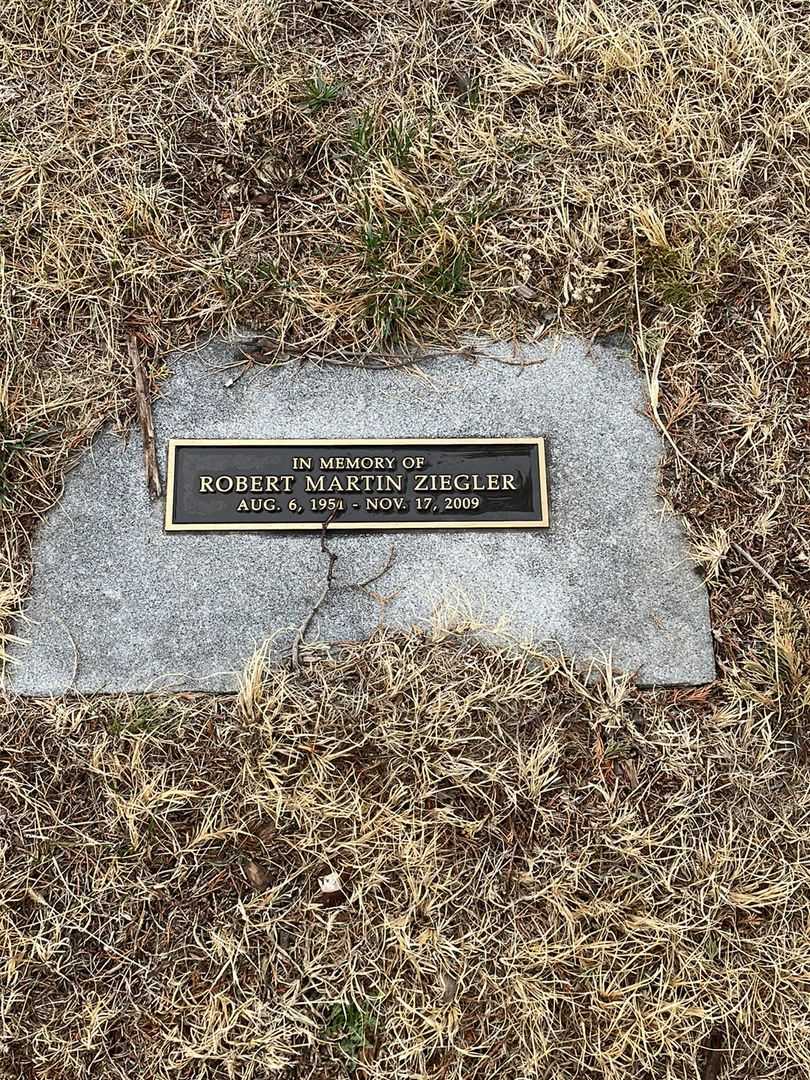 IN MEMORY OF
ROBERT MARTIN ZIEGLER
AUG. 6, 1951 - NOV. 17, 2009